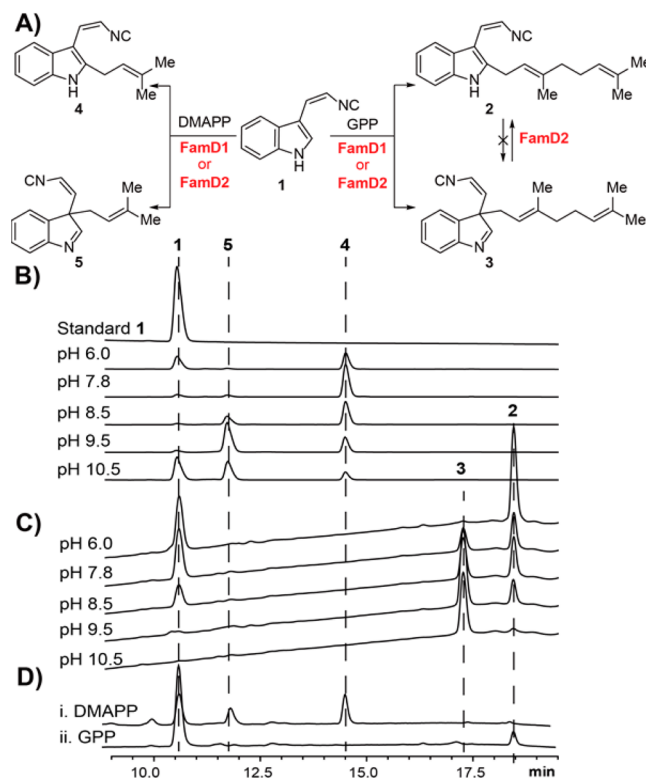 A)
NC
N
H
Me
Me
4
DMAPP
FamD1
or
FamD2
NC
N
H
1
GPP
FamD1
or
FamD2
NC
N
H
Me
Me
Me
2
FamD2
CN
Me
Me
N
5
CN
Me
Me
Me
N
3
1 5 4
B)
Standard 1
pH 6.0
pH 7.8
pH 8.5
pH 9.5
pH 10.5
2
3
C)
pH 6.0
pH 7.8
pH 8.5
pH 9.5
pH 10.5
D)
i. DMAPP
ii. GPP
10.0 12.5 15.0 17.5 min